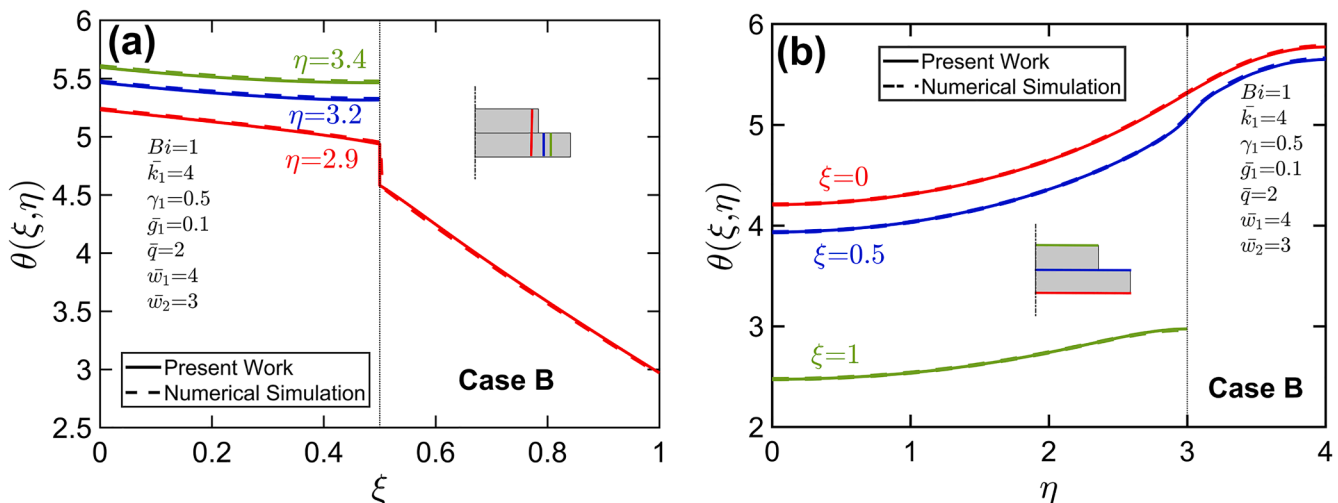 (a)
6
5.5
5
4.5
4
3.5
3
2.5
θ(ξ,η)
η=3.4
η=3.2
η=2.9
Bi=1
k̄₁=4
γ₁=0.5
ḡ₁=0.1
q̄=2
w̄₁=4
w̄₂=3
Present Work
Numerical Simulation
Case B
0 0.2 0.4 0.6 0.8 1
ξ
(b)
6
5
4
3
2
θ(ξ,η)
Present Work
Numerical Simulation
Bi=1
k̄₁=4
γ₁=0.5
ḡ₁=0.1
q̄=2
w̄₁=4
w̄₂=3
ξ=0
ξ=0.5
ξ=1
Case B
0 1 2 3 4
η